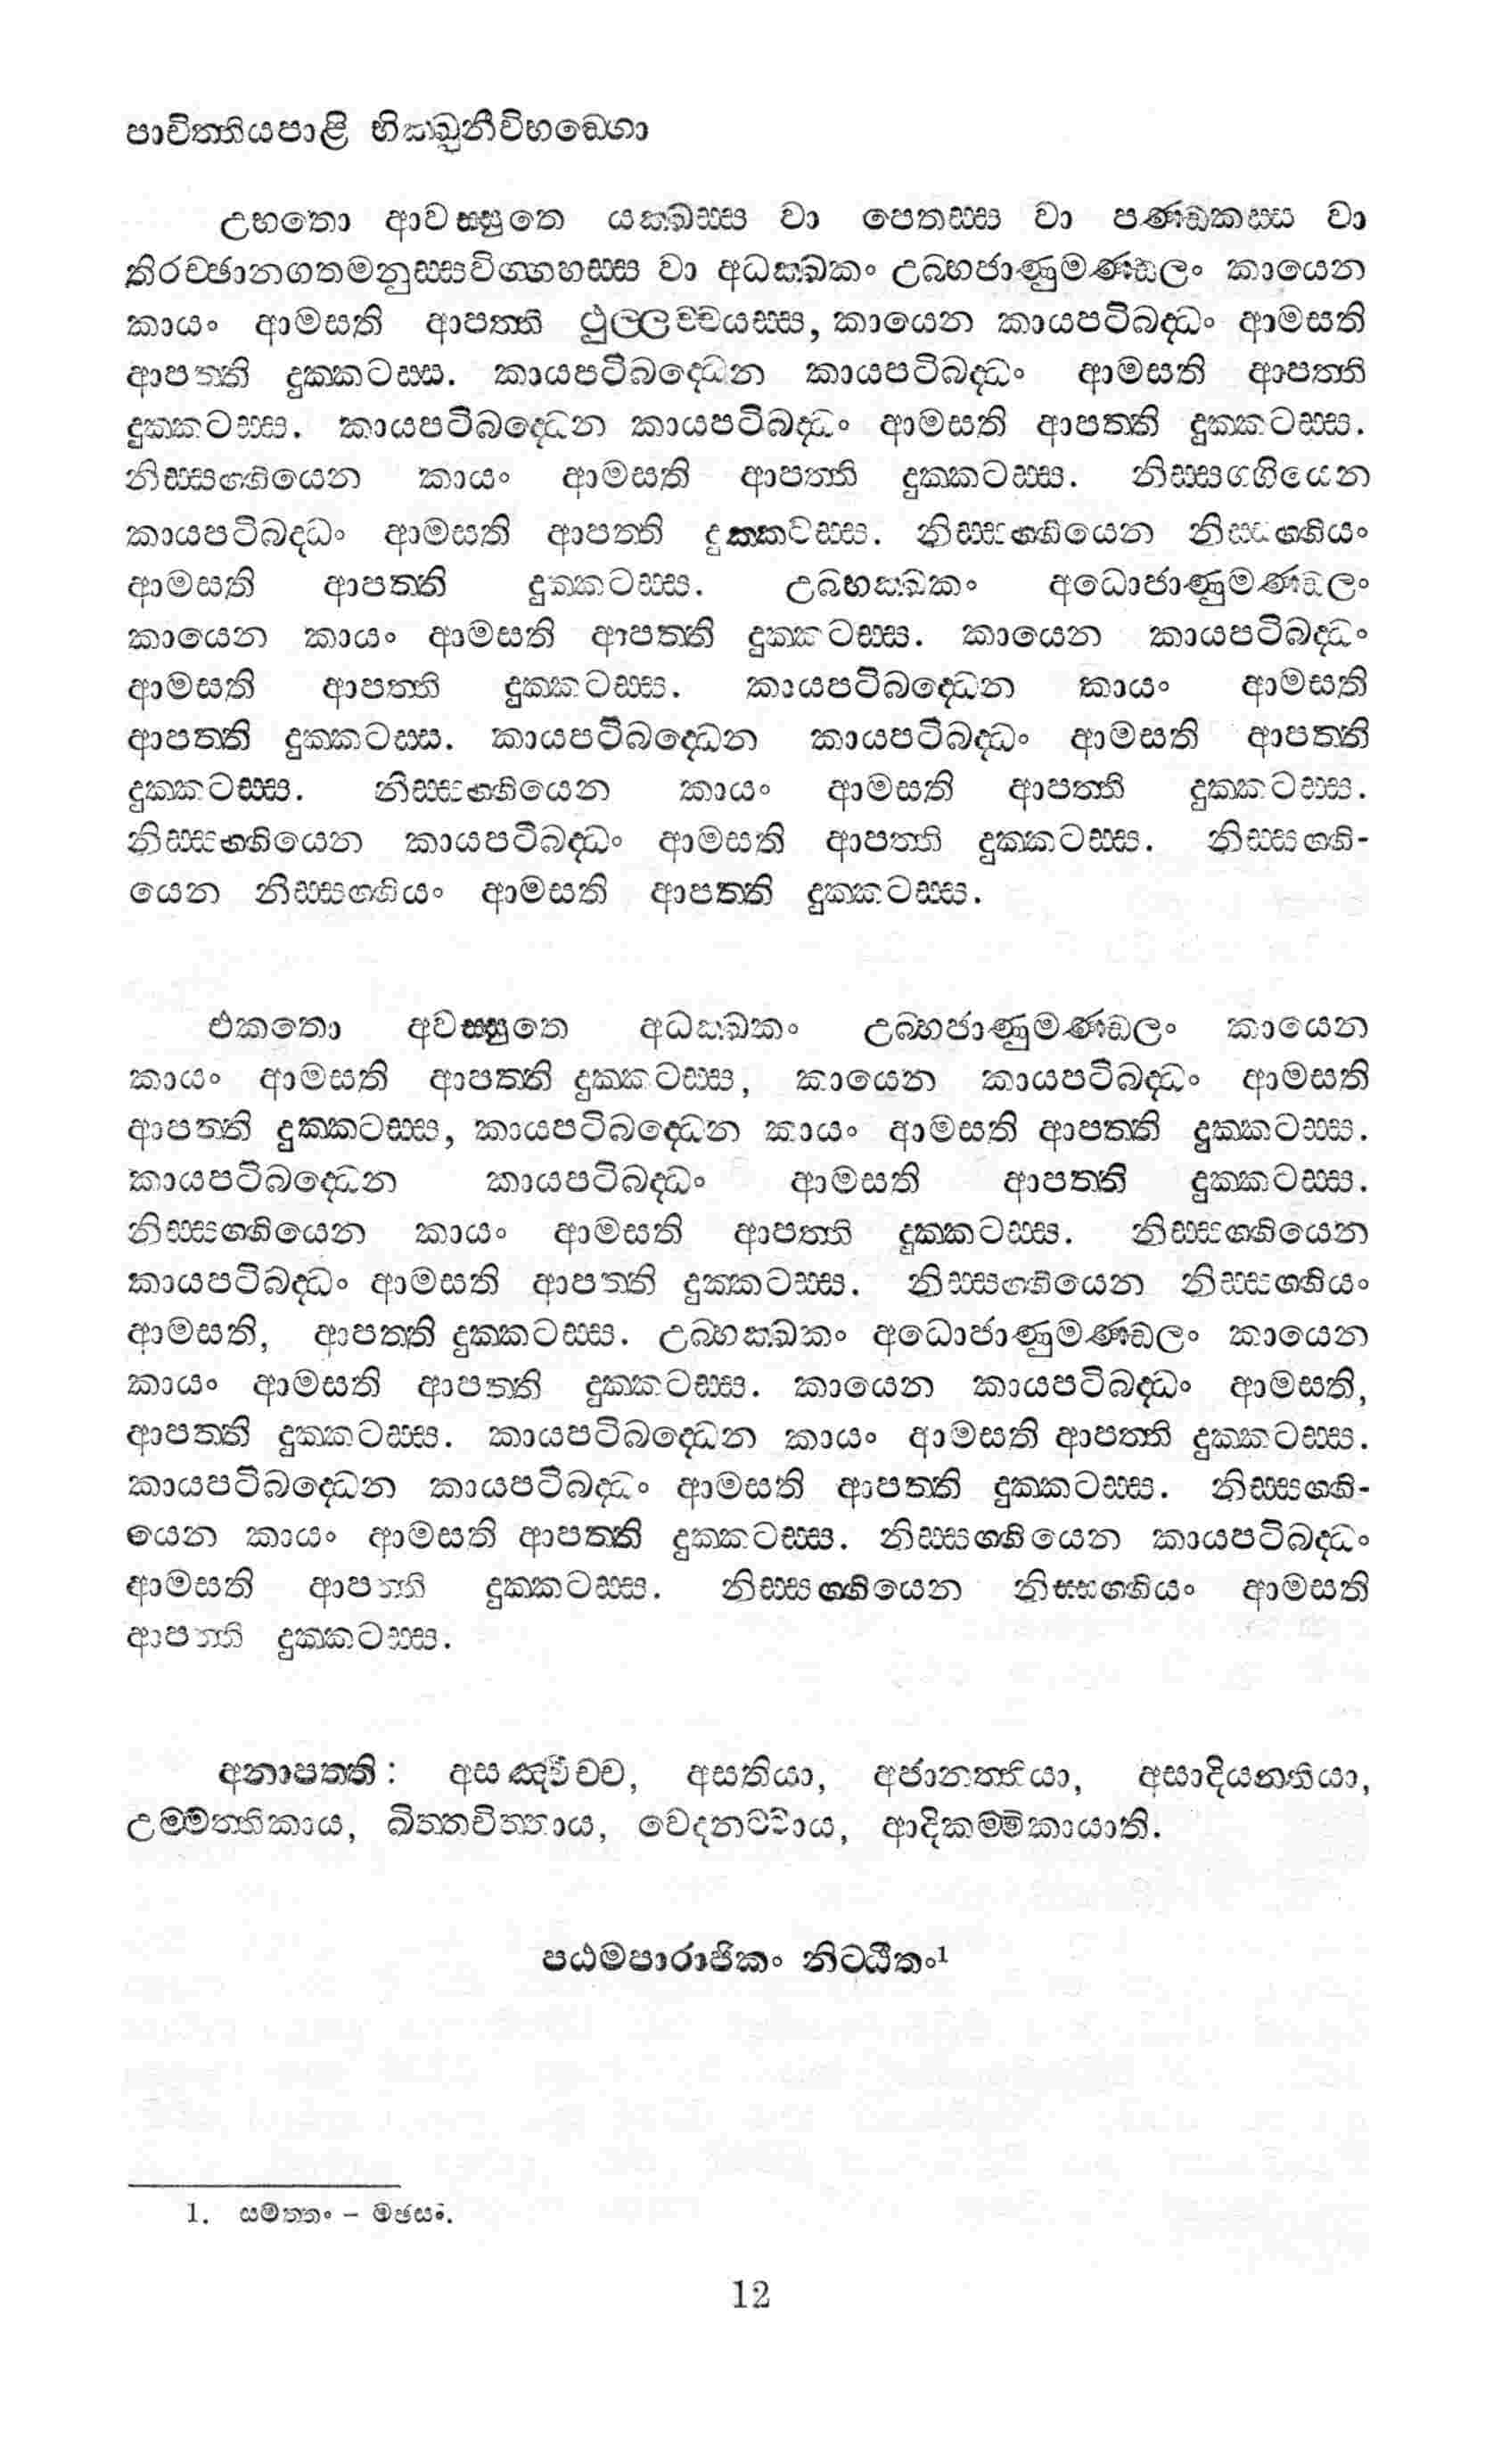 පාචිත්තියපාළි භික්ඛුනීවිභඞ්ගො
උභතො ආවස්සුතෙ යක්ඛස්ස වා පෙතස්ස වා පණ්ඩකස්ස වා
තිරච්ඡානගතමනුස්සවිග්ගහස්ස වා අධක්ඛකං උබ්භජාණුමණ්ඩලං කායෙන
කායං ආමසති ආපත්ති ථුල්ලච්චයස්ස, කායෙන කායපටිබද්ධං ආමසති
ආපත්ති දුක්කටස්ස. කායපටිබද්ධෙන කායපටිබද්ධං ආමසති ආපත්ති
දුක්කටස්ස. කායපටිබද්ධෙන කායපටිබද්ධං ආමසති ආපත්ති දුක්කටස්ස.
නිස්සග්ගියෙන කායං ආමසති ආපත්ති දුක්කටස්ස. නිස්සග්ගියෙන
කායපටිබද්ධං ආමසති ආපත්ති දුක්කටස්ස. නිස්සග්ගියෙන නිස්සග්ගියං
ආමසති ආපත්ති දුක්කටස්ස. උබ්භක්ඛකං අධොජාණුමණ්ඩලං
කායෙන කායං ආමසති ආපත්ති දුක්කටස්ස. කායෙන කායපටිබද්ධං
ආමසති ආපත්ති දුක්කටස්ස. කායපටිබද්ධෙන කායං ආමසති
ආපත්ති දුක්කටස්ස. කායපටිබද්ධෙන කායපටිබද්ධං ආමසති ආපත්ති
දුක්කටස්ස. නිස්සග්ගියෙන කායං ආමසති ආපත්ති දුක්කටස්ස.
නිස්සග්ගියෙන කායපටිබද්ධං ආමසති ආපත්ති දුක්කටස්ස. නිස්සග්ගි-
යෙන නිස්සග්ගියං ආමසති ආපත්ති දුක්කටස්ස.
එකතො අවස්සුතෙ අධක්ඛකං උබ්භජාණුමණ්ඩලං කායෙන
කායං ආමසති ආපත්ති දුක්කටස්ස, කායෙන කායපටිබද්ධං ආමසති
ආපත්ති දුක්කටස්ස, කායපටිබද්ධෙන කායං ආමසති ආපත්ති දුක්කටස්ස.
කායපටිබද්ධෙන කායපටිබද්ධං ආමසති ආපත්ති දුක්කටස්ස.
නිස්සග්ගියෙන කායං ආමසති ආපත්ති දුක්කටස්ස. නිස්සග්ගියෙන
කායපටිබද්ධං ආමසති ආපත්ති දුක්කටස්ස. නිස්සග්ගියෙන නිස්සග්ගියං
ආමසති, ආපත්ති දුක්කටස්ස. උබ්භක්ඛකං අධොජාණුමණ්ඩලං කායෙන
කායං ආමසති ආපත්ති දුක්කටස්ස. කායෙන කායපටිබද්ධං ආමසති,
ආපත්ති දුක්කටස්ස. කායපටිබද්ධෙන කායං ආමසති ආපත්ති දුක්කටස්ස.
කායපටිබද්ධෙන කායපටිබද්ධං ආමසති ආපත්ති දුක්කටස්ස. නිස්සග්ගි-
යෙන කායං ආමසති ආපත්ති දුක්කටස්ස. නිස්සග්ගියෙන කායපටිබද්ධං
ආමසති ආපත්ති දුක්කටස්ස. නිස්සග්ගියෙන නිස්සග්ගියං ආමසති
ආපත්ති දුක්කටස්ස.
අනාපත්ති: අසඤ්චිච්ච, අසතියා, අජානන්තියා, අසාදියන්තියා,
උම්මත්තිකාය, ඛිත්තචිත්තාය, වෙදනට්ටාය, ආදිකම්මිකායාති.
පඨමපාරාජිකං නිට්ඨිතං¹
1. සමත්තං – මඡසං.
12